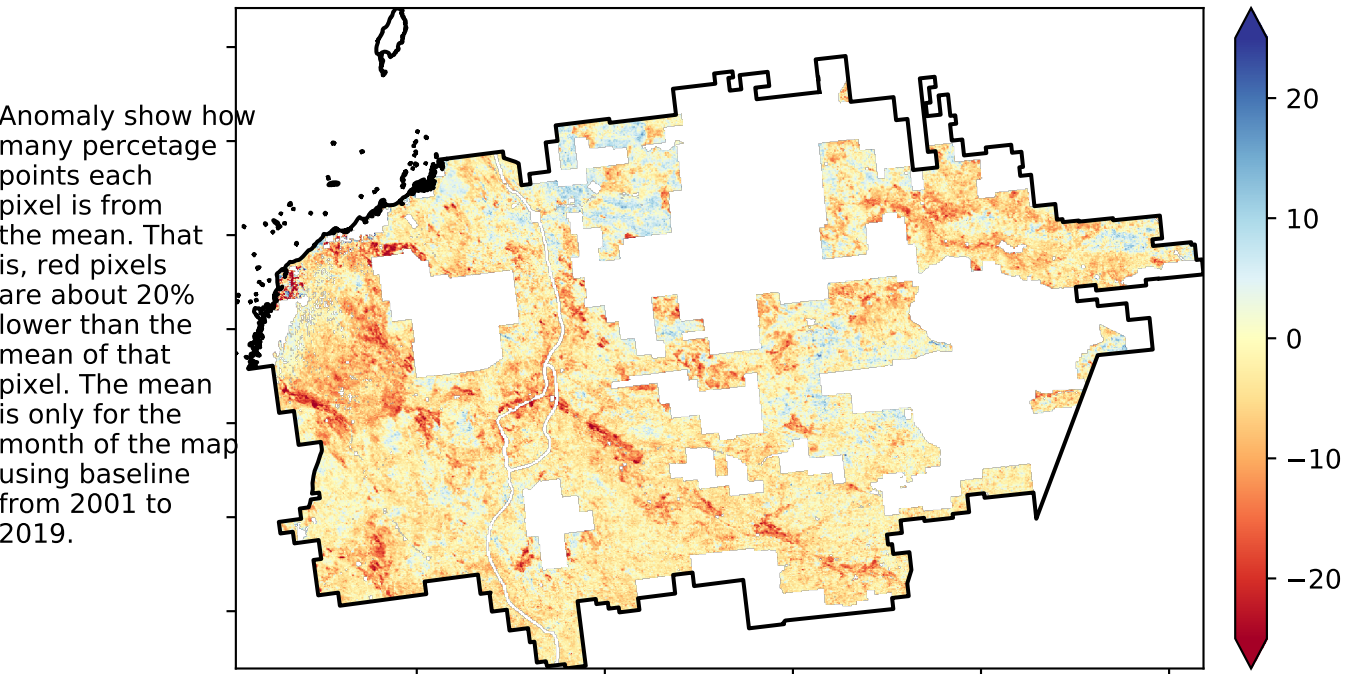 Anomaly show how
many percetage
points each
pixel is from
the mean. That
is, red pixels
are about 20%
lower than the
mean of that
pixel. The mean
is only for the
month of the map
using baseline
from 2001 to
2019.
20
10
0
−10
−20